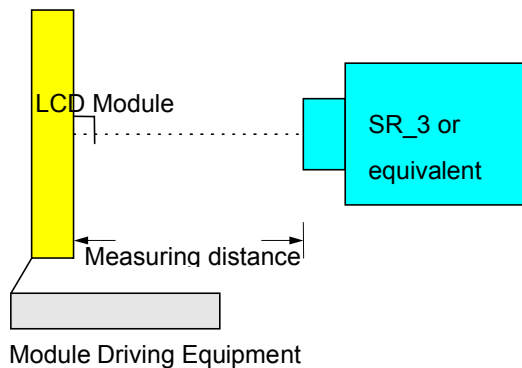 LCD Module
SR_3 or
equivalent
Measuring distance
Module Driving Equipment